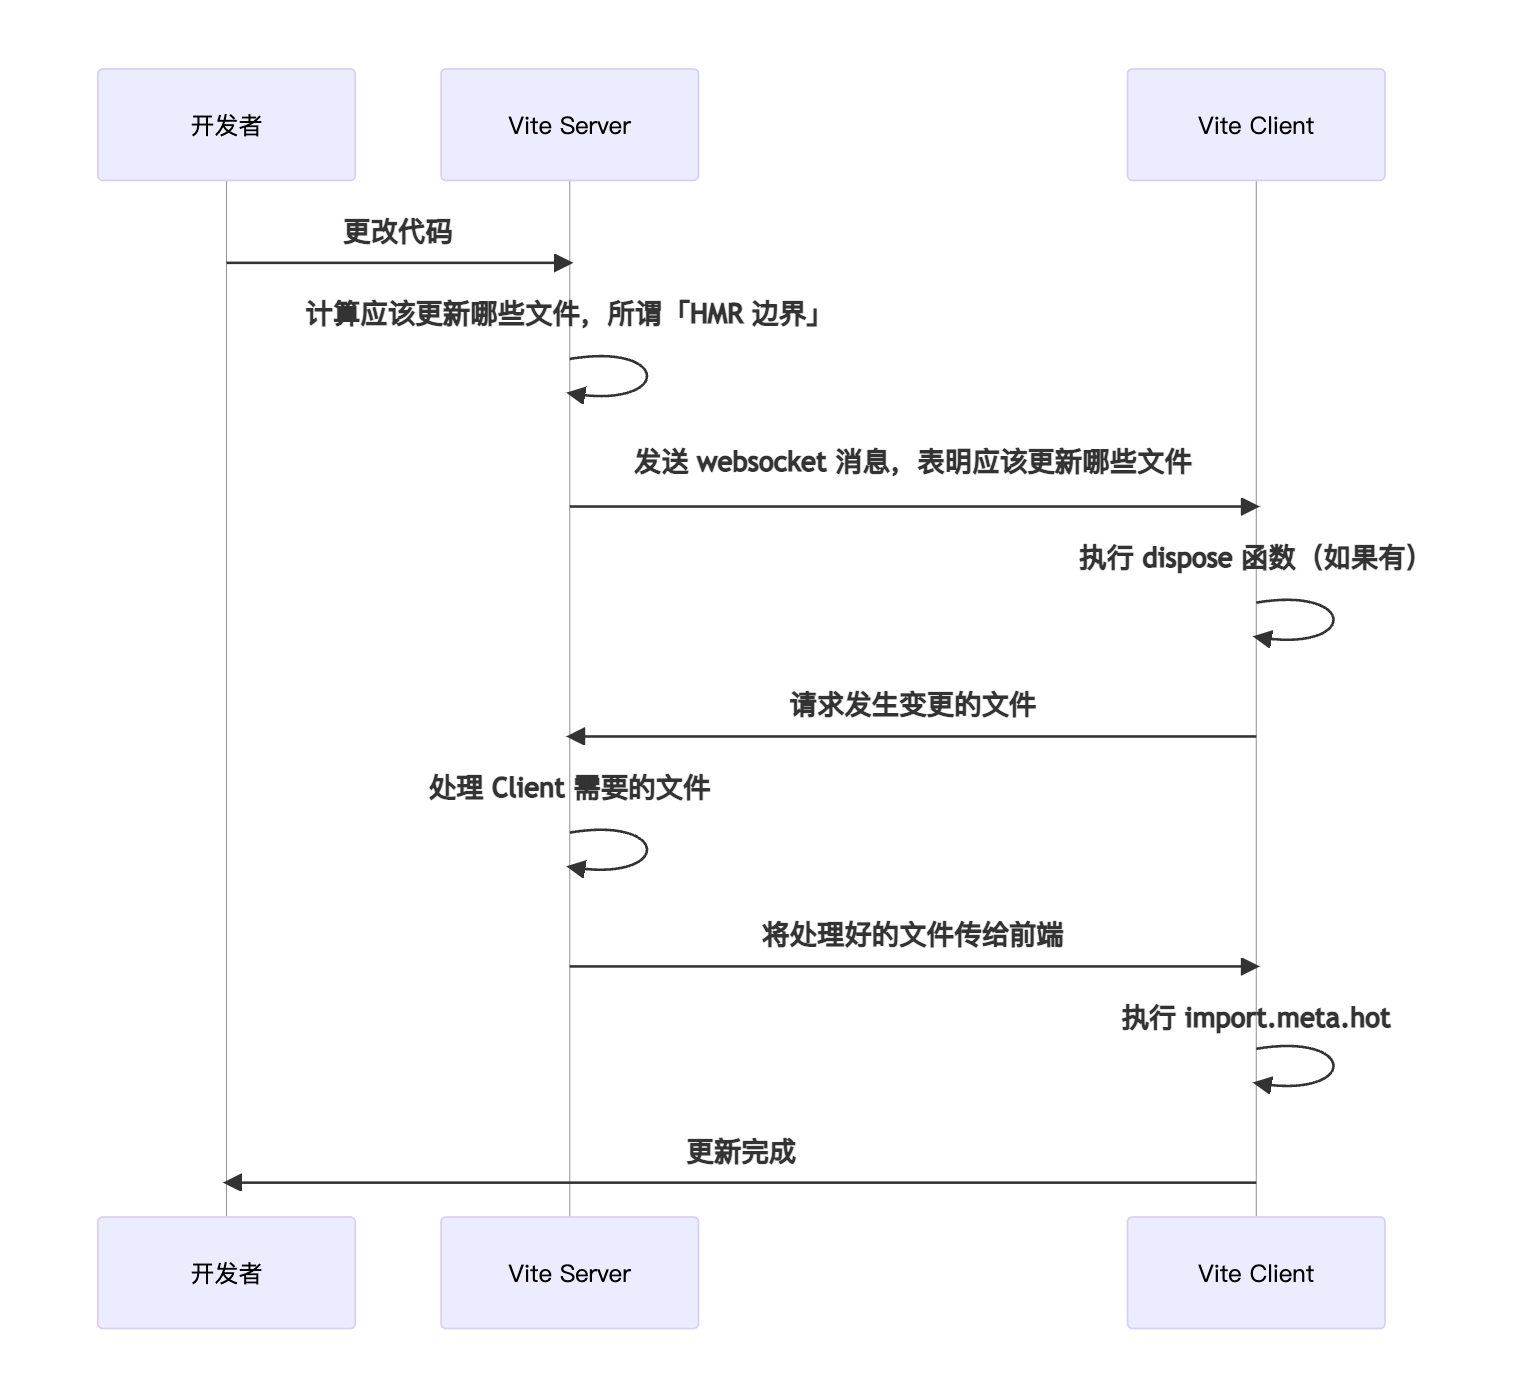 开发者
Vite Server
Vite Client
更改代码
计算应该更新哪些文件，所谓「HMR 边界」
发送 websocket 消息，表明应该更新哪些文件
执行 dispose 函数（如果有）
请求发生变更的文件
处理 Client 需要的文件
将处理好的文件传给前端
执行 import.meta.hot
更新完成
开发者
Vite Server
Vite Client